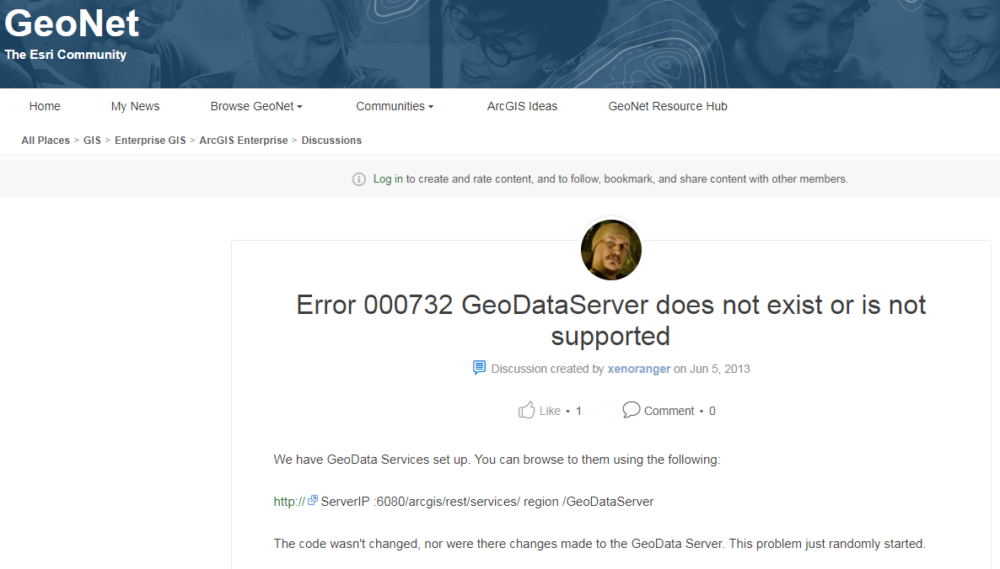 GeoNet
The Esri Community
Home My News Browse GeoNet Communities ArcGIS Ideas GeoNet Resource Hub
All Places > GIS > Enterprise GIS > ArcGIS Enterprise > Discussions
Log in to create and rate content, and to follow, bookmark, and share content with other members.
Error 000732 GeoDataServer does not exist or is not
supported
Discussion created by xenoranger on Jun 5, 2013
Like • 1 Comment • 0
We have GeoData Services set up. You can browse to them using the following:
http:// ServerIP :6080/arcgis/rest/services/ region /GeoDataServer
The code wasn't changed, nor were there changes made to the GeoData Server. This problem just randomly started.